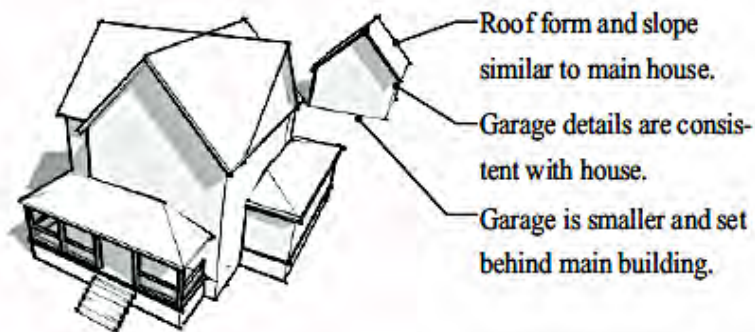 Roof form and slope
similar to main house.
Garage details are consis-
tent with house.
Garage is smaller and set
behind main building.